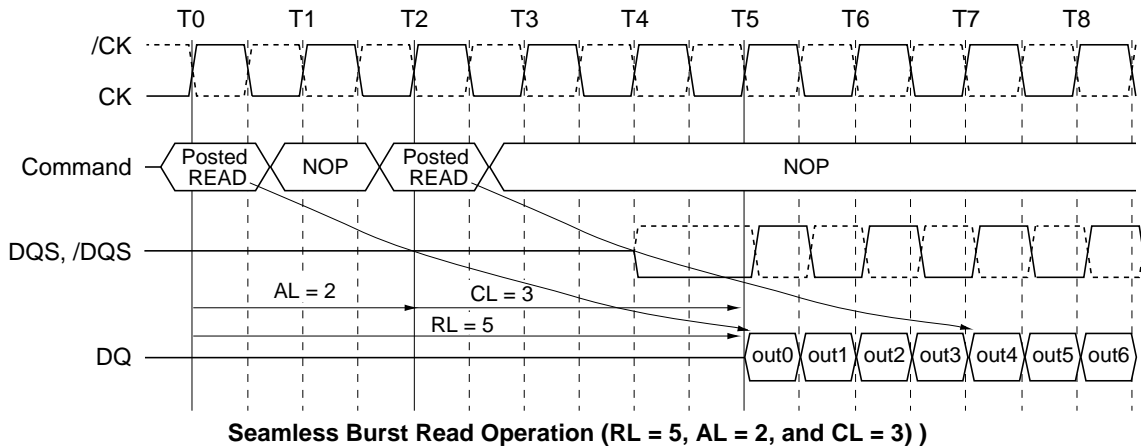 T0 T1 T2 T3 T4 T5 T6 T7 T8
/CK
CK
Command
Posted
READ
NOP
Posted
READ
NOP
DQS, /DQS
AL = 2
CL = 3
RL = 5
DQ
out0 out1 out2 out3 out4 out5 out6
Seamless Burst Read Operation (RL = 5, AL = 2, and CL = 3) )